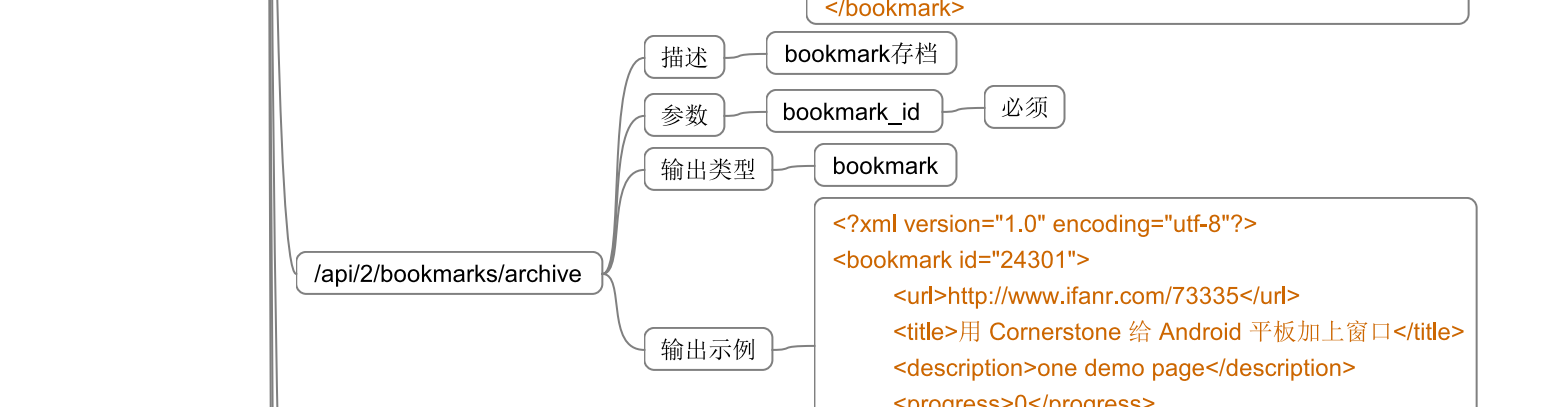 </bookmark>
描述
bookmark存档
参数
bookmark_id
必须
输出类型
bookmark
/api/2/bookmarks/archive
输出示例
<?xml version="1.0" encoding="utf-8"?>
<bookmark id="24301">
<url>http://www.ifanr.com/73335</url>
<title>用 Cornerstone 给 Android 平板加上窗口</title>
<description>one demo page</description>
<progress>0</progress>